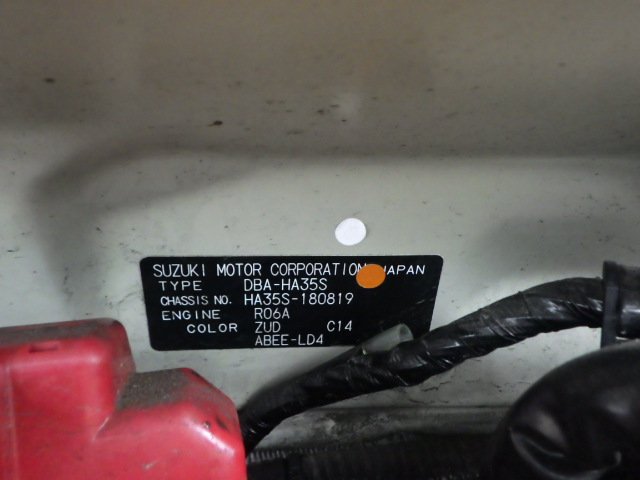 SUZUKI MOTOR CORPORATION JAPAN
TYPE DBA-HA35S
CHASSIS NO. HA35S-180819
ENGINE R06A
COLOR ZUD C14
ABEE-LD4